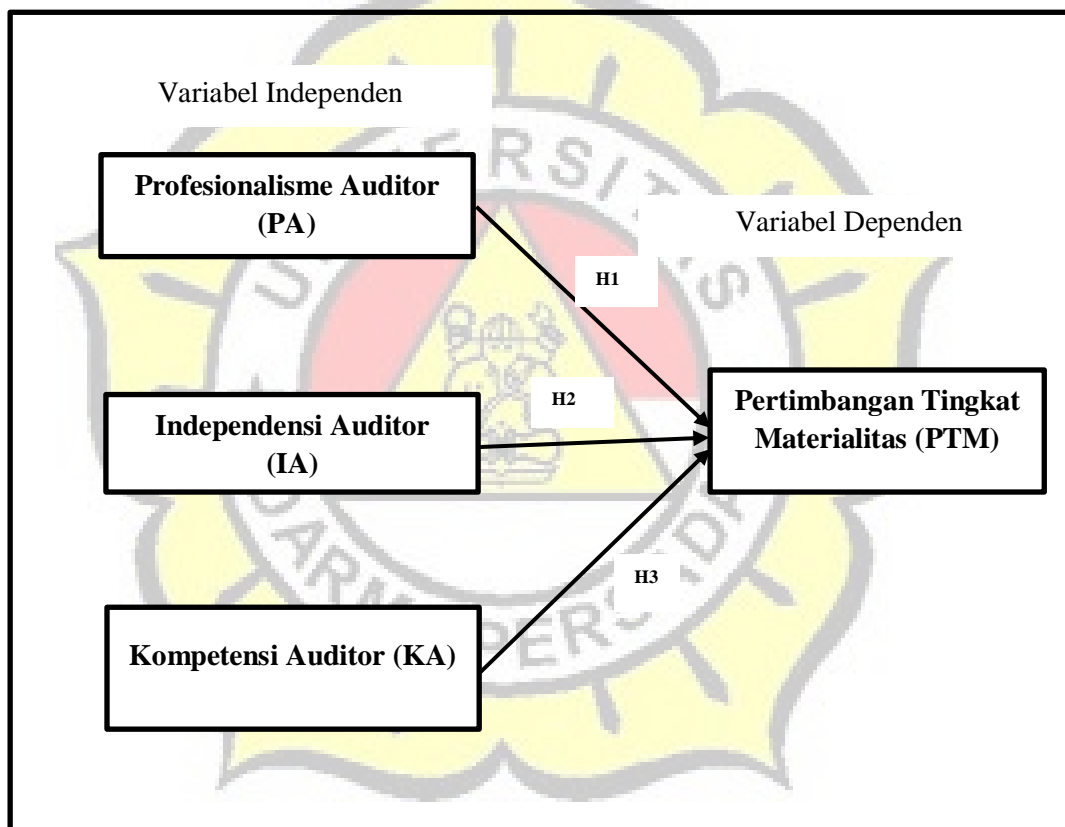 Variabel Independen
Profesionalisme Auditor
(PA)
Variabel Dependen
H1
Pertimbangan Tingkat
Materialitas (PTM)
H2
Independensi Auditor
(IA)
H3
Kompetensi Auditor (KA)